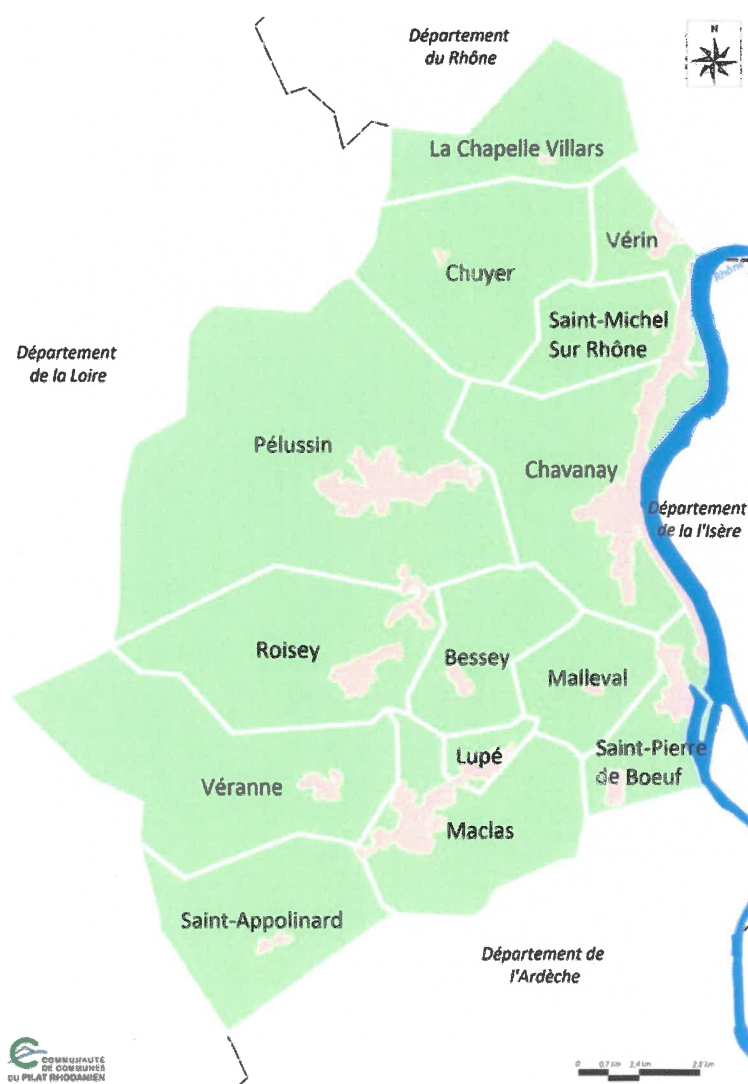 Département
du Rhône
N
La Chapelle Villars
Vérin
Chuyer
Rhône
Saint-Michel
Sur Rhône
Département
de la Loire
Pélussin
Chavanay
Département
de la l'Isère
Roisey
Bessey
Malleval
Lupé
Saint-Pierre
de Boeuf
Véranne
Maclas
Saint-Appolinard
Département de
l'Ardèche
COMMUNAUTÉ
DE COMMUNES
DU PILAT RHODANIEN